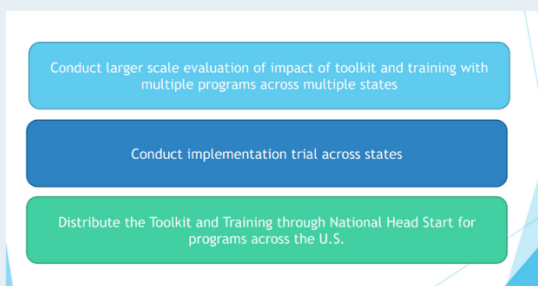 Conduct larger scale evaluation of impact of toolkit and training with
multiple programs across multiple states
Conduct implementation trial across states
Distribute the Toolkit and Training through National Head Start for
programs across the U.S.